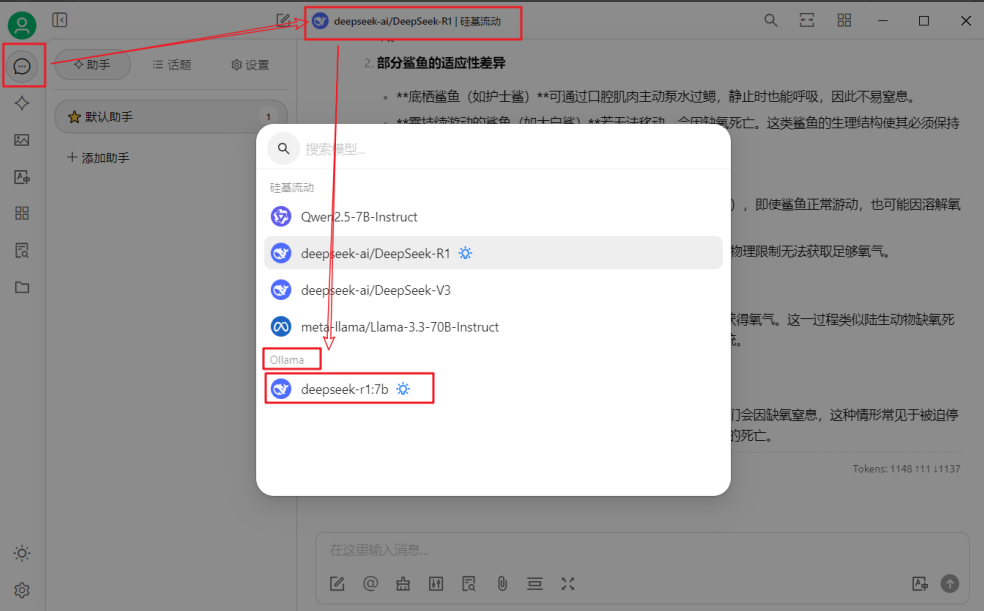 deepseek-ai/DeepSeek-R1 | 硅基流动
助手
话题
设置
默认助手
1
添加助手
2. 部分鲨鱼的适应性差异
**底栖鲨鱼（如护士鲨）**可通过口腔肌肉主动泵水过鳃，静止时也能呼吸，因此不易窒息。
**需持续游动的鲨鱼（如大白鲨）**若无法移动，会因缺氧死亡。这类鲨鱼的生理结构使其必须保持
），即使鲨鱼正常游动，也可能因溶解氧
物理限制无法获取足够氧气。
获得氧气。这一过程类似陆生动物缺氧死
们会因缺氧窒息，这种情形常见于被迫停
的死亡。
Tokens: 1148 ↑11 ↓1137
搜索模型...
硅基流动
Qwen2.5-7B-Instruct
deepseek-ai/DeepSeek-R1
deepseek-ai/DeepSeek-V3
meta-llama/Llama-3.3-70B-Instruct
Ollama
deepseek-r1:7b
在这里输入消息...